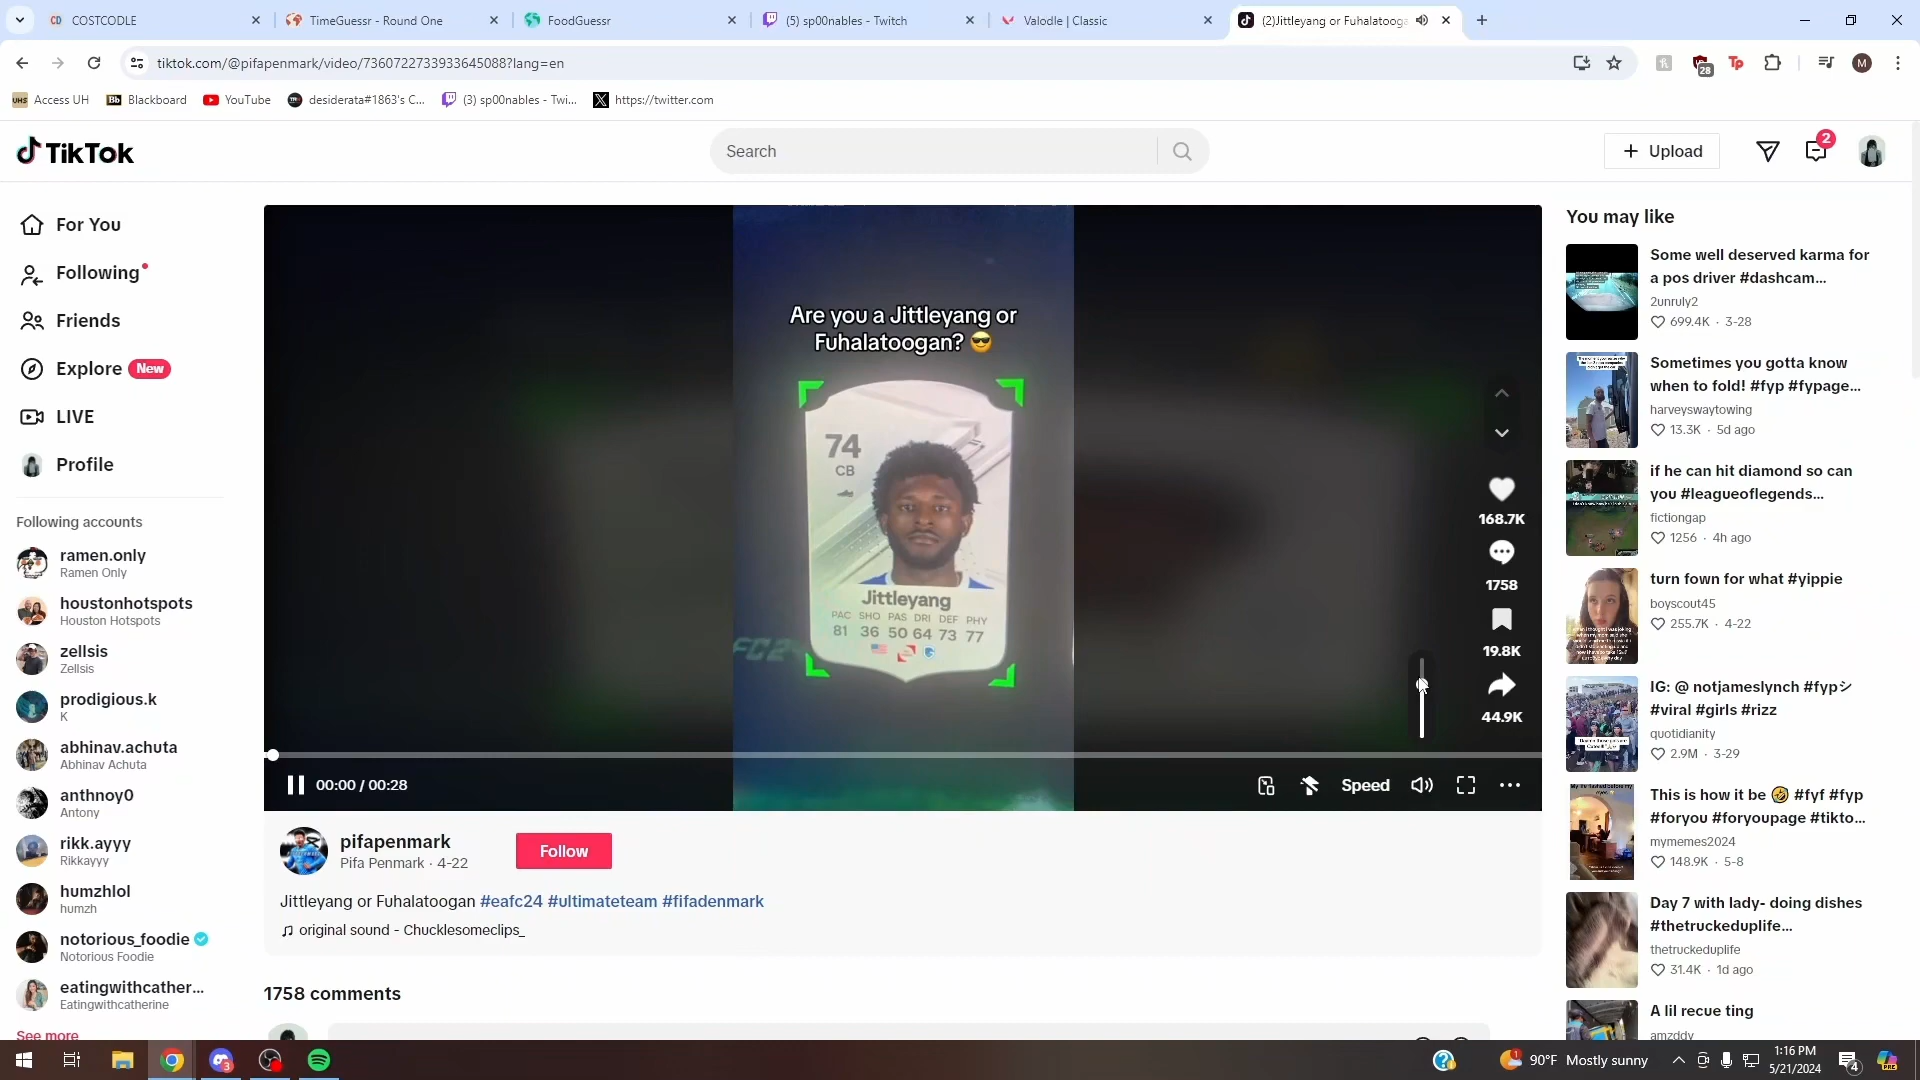 COSTCODLE
TimeGuessr - Round One
FoodGuessr
(5) sp00nables - Twitch
Valodle | Classic
(2)Jittleyang or Fuhalatooga
tiktok.com/@pifapenmark/video/7360722733933645088?lang=en
28
M
Access UH
Blackboard
YouTube
desiderata#1863's C...
(3) sp00nables - Twi...
https://twitter.com
TikTok
Search
Upload
2
For You
Following
Friends
Explore New
LIVE
Profile
Following accounts
ramen.only
Ramen Only
houstonhotspots
Houston Hotspots
zellsis
Zellsis
prodigious.k
K
abhinav.achuta
Abhinav Achuta
anthnoy0
Antony
rikk.ayyy
Rikkayyy
humzhlol
humzh
notorious_foodie
Notorious Foodie
eatingwithcather...
Eatingwithcatherine
See more
Are you a Jittleyang or
Fuhalatoogan? 😎
74
CB
Jittleyang
PAC SHO PAS DRI DEF PHY
81 36 50 64 73 77
168.7K
1758
19.8K
44.9K
00:00 / 00:28
Speed
pifapenmark
Pifa Penmark · 4-22
Follow
Jittleyang or Fuhalatoogan #eafc24 #ultimateteam #fifadenmark
♫ original sound - Chucklesomeclips_
1758 comments
You may like
Some well deserved karma for
a pos driver #dashcam...
2unruly2
699.4K · 3-28
Sometimes you gotta know
when to fold! #fyp #fypage...
harveyswaytowing
13.3K · 5d ago
if he can hit diamond so can
you #leagueoflegends...
fictiongap
1256 · 4h ago
turn fown for what #yippie
boyscout45
255.7K · 4-22
IG: @ notjameslynch #fypシ
#viral #girls #rizz
quotidianity
2.9M · 3-29
This is how it be 🤣 #fyf #fyp
#foryou #foryoupage #tikto...
mymemes2024
148.9K · 5-8
Day 7 with lady- doing dishes
#thetruckeduplife...
thetruckeduplife
31.4K · 1d ago
A lil recue ting
amzddy
90°F Mostly sunny
1:16 PM
5/21/2024
4